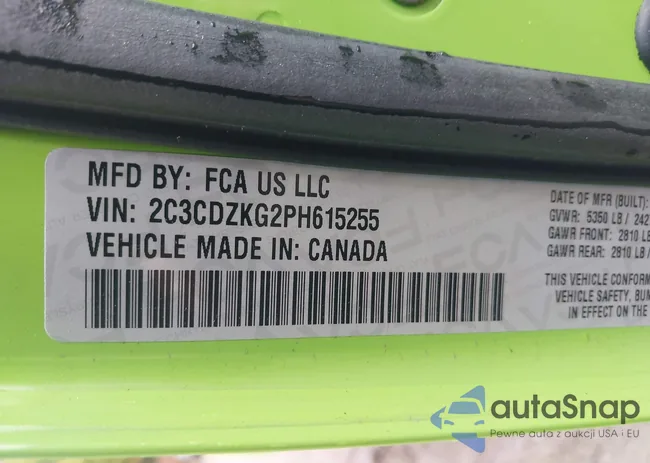 MFD BY: FCA US LLC
VIN: 2C3CDZKG2PH615255
VEHICLE MADE IN: CANADA
DATE OF MFR (BUILT):
GVWR: 5350 LB / 242
GAWR FRONT: 2810 LB
GAWR REAR: 2810 LB /
THIS VEHICLE CONFORM
VEHICLE SAFETY, BUM
IN EFFECT ON THE
autaSnap
Pewne auta z aukcji USA i EU